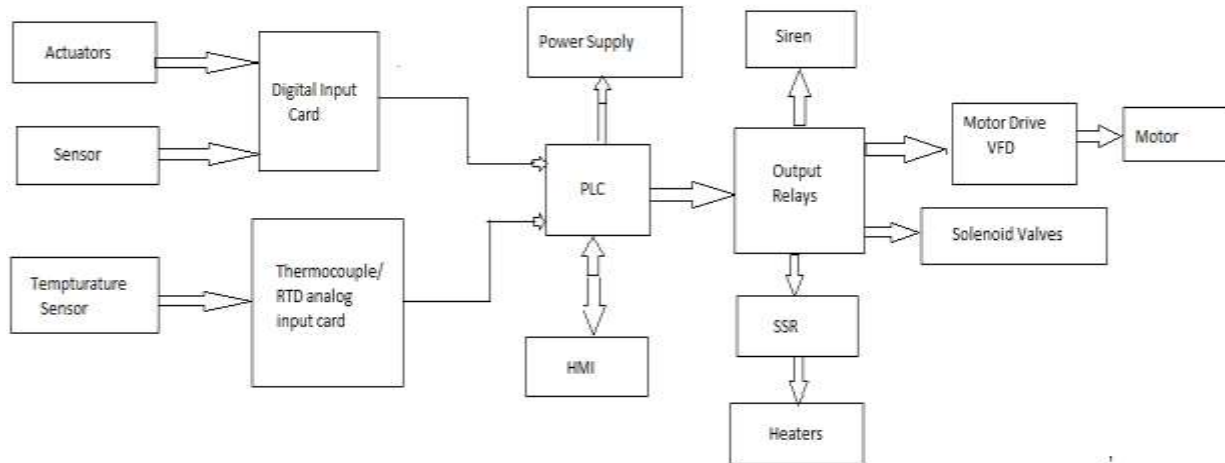 Actuators
Sensor
Digital Input
Card
Tempturature
Sensor
Thermocouple/
RTD analog
input card
Power Supply
PLC
HMI
Siren
Output
Relays
SSR
Heaters
Motor Drive
VFD
Motor
Solenoid Valves